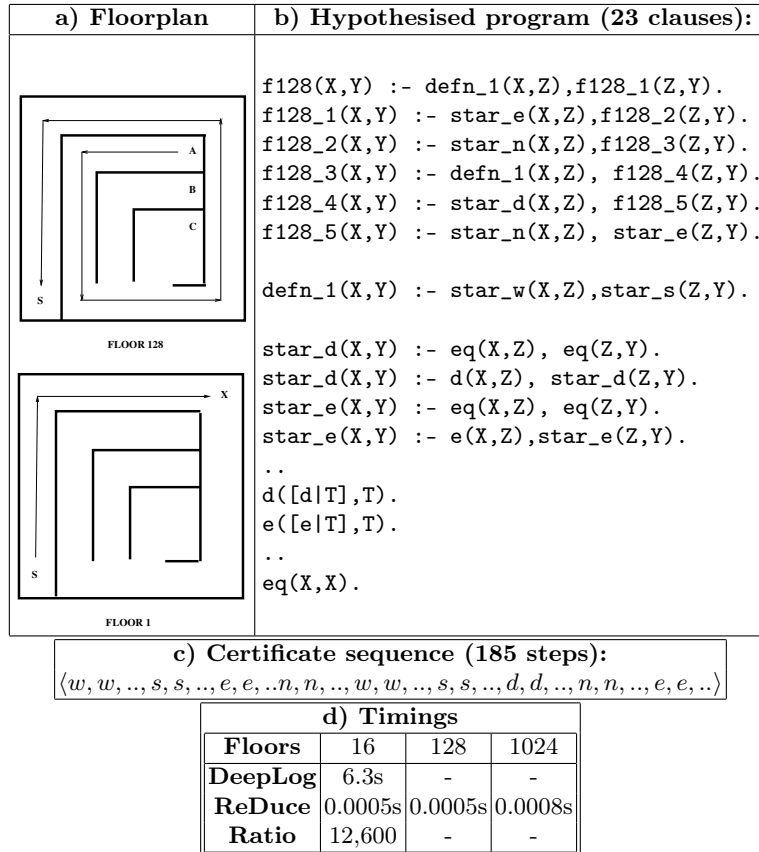 a) Floorplan
b) Hypothesised program (23 clauses):
A
B
C
S
FLOOR 128
X
S
FLOOR 1
f128(X,Y) :- defn_1(X,Z),f128_1(Z,Y).
f128_1(X,Y) :- star_e(X,Z),f128_2(Z,Y).
f128_2(X,Y) :- star_n(X,Z),f128_3(Z,Y).
f128_3(X,Y) :- defn_1(X,Z), f128_4(Z,Y).
f128_4(X,Y) :- star_d(X,Z), f128_5(Z,Y).
f128_5(X,Y) :- star_n(X,Z), star_e(Z,Y).
defn_1(X,Y) :- star_w(X,Z),star_s(Z,Y).
star_d(X,Y) :- eq(X,Z), eq(Z,Y).
star_d(X,Y) :- d(X,Z), star_d(Z,Y).
star_e(X,Y) :- eq(X,Z), eq(Z,Y).
star_e(X,Y) :- e(X,Z),star_e(Z,Y).
..
d([d|T],T).
e([e|T],T).
..
eq(X,X).
c) Certificate sequence (185 steps):
⟨w, w, .., s, s, .., e, e, ..n, n, .., w, w, .., s, s, .., d, d, .., n, n, .., e, e, ..⟩
d) Timings
Floors 16 128 1024
DeepLog 6.3s - -
ReDuce 0.0005s 0.0005s 0.0008s
Ratio 12,600 - -